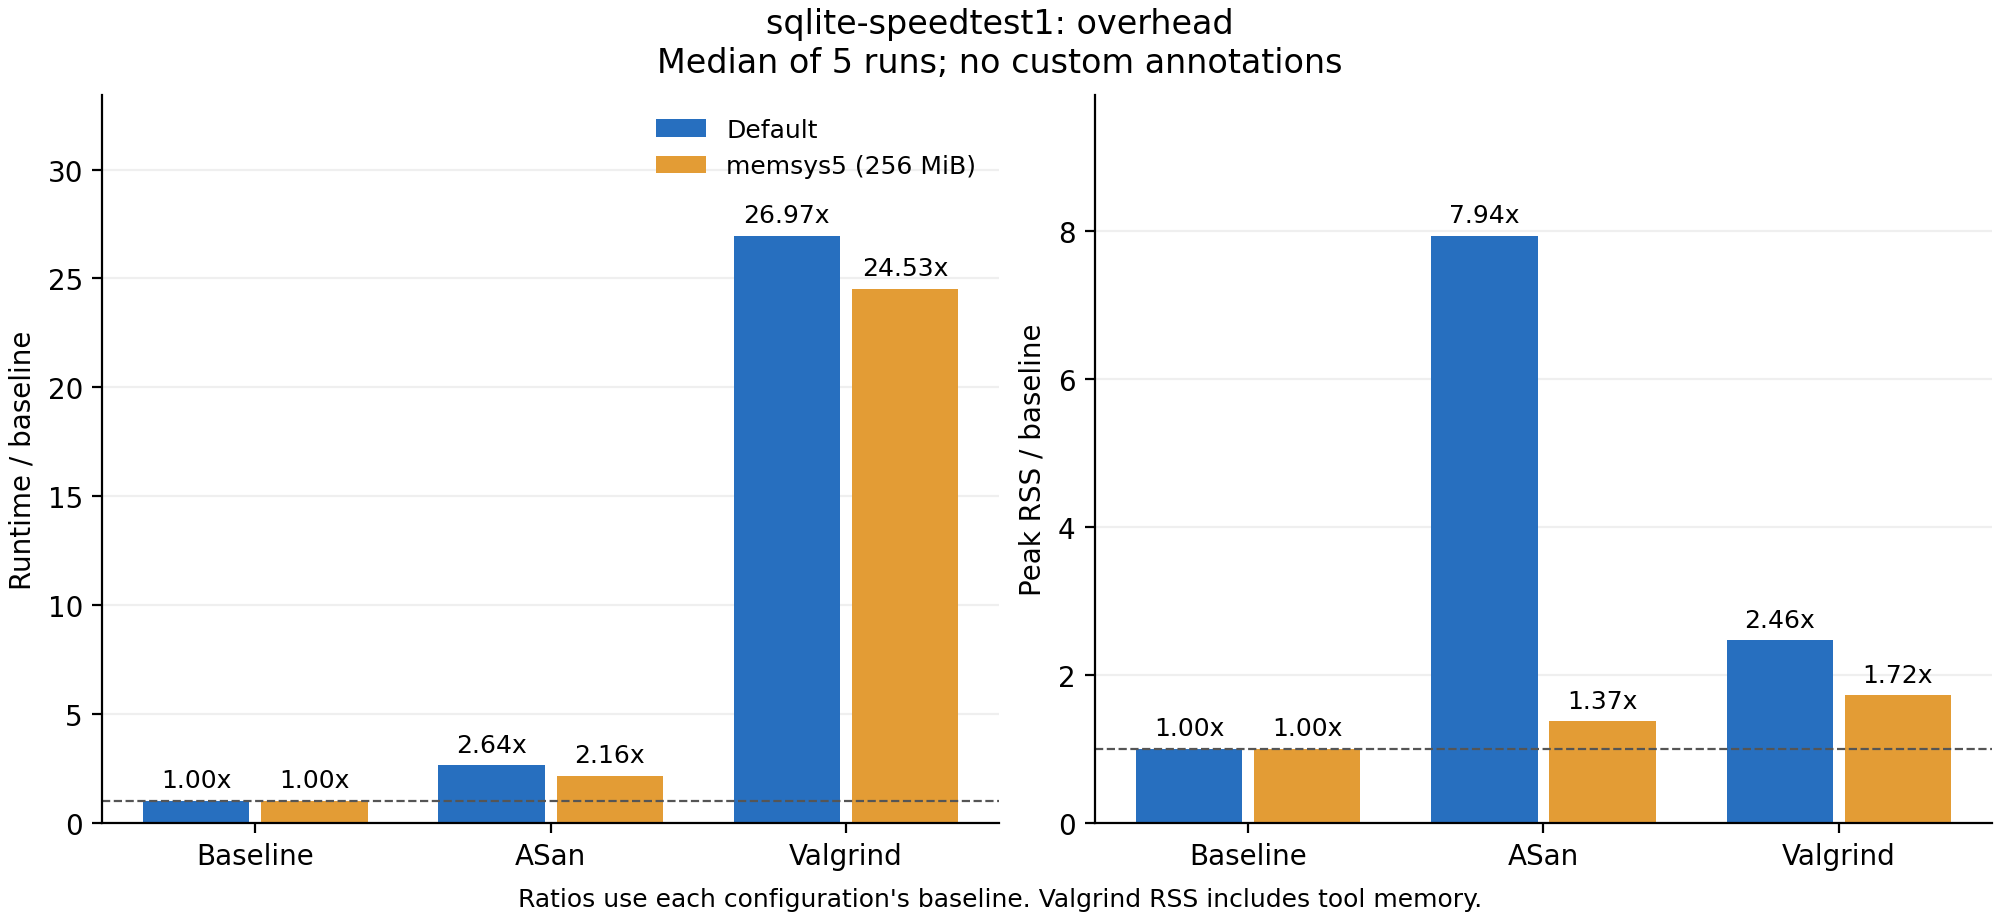 sqlite-speedtest1: overhead
Median of 5 runs; no custom annotations
Default
memsys5 (256 MiB)
Runtime / baseline
30
25
20
15
10
5
0
26.97x
24.53x
2.64x
2.16x
1.00x
1.00x
Baseline
ASan
Valgrind
Peak RSS / baseline
8
6
4
2
0
7.94x
2.46x
1.72x
1.37x
1.00x
1.00x
Baseline
ASan
Valgrind
Ratios use each configuration's baseline. Valgrind RSS includes tool memory.